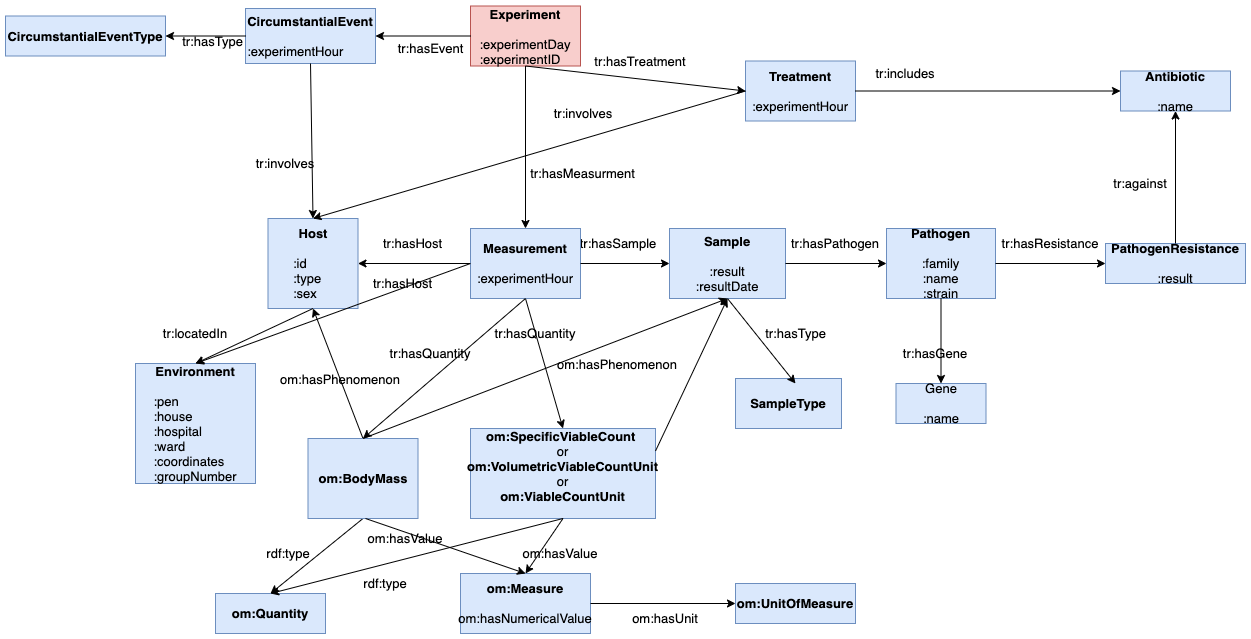 CircumstantialEventType
tr:hasType
CircumstantialEvent
:experimentHour
tr:hasEvent
Experiment
:experimentDay
:experimentID
tr:hasTreatment
Treatment
:experimentHour
tr:includes
Antibiotic
:name
tr:involves
tr:involves
tr:hasMeasurment
tr:against
Host
:id
:type
:sex
tr:hasHost
tr:hasHost
Measurement
:experimentHour
tr:hasSample
Sample
:result
:resultDate
tr:hasPathogen
Pathogen
:family
:name
:strain
tr:hasResistance
PathogenResistance
:result
tr:locatedIn
tr:hasQuantity
tr:hasQuantity
tr:hasType
tr:hasGene
om:hasPhenomenon
om:hasPhenomenon
Environment
:pen
:house
:hospital
:ward
:coordinates
:groupNumber
SampleType
Gene
:name
om:BodyMass
om:SpecificViableCount
or
om:VolumetricViableCountUnit
or
om:ViableCountUnit
rdf:type
om:hasValue
om:hasValue
rdf:type
om:Quantity
om:Measure
om:hasNumericalValue
om:hasUnit
om:UnitOfMeasure